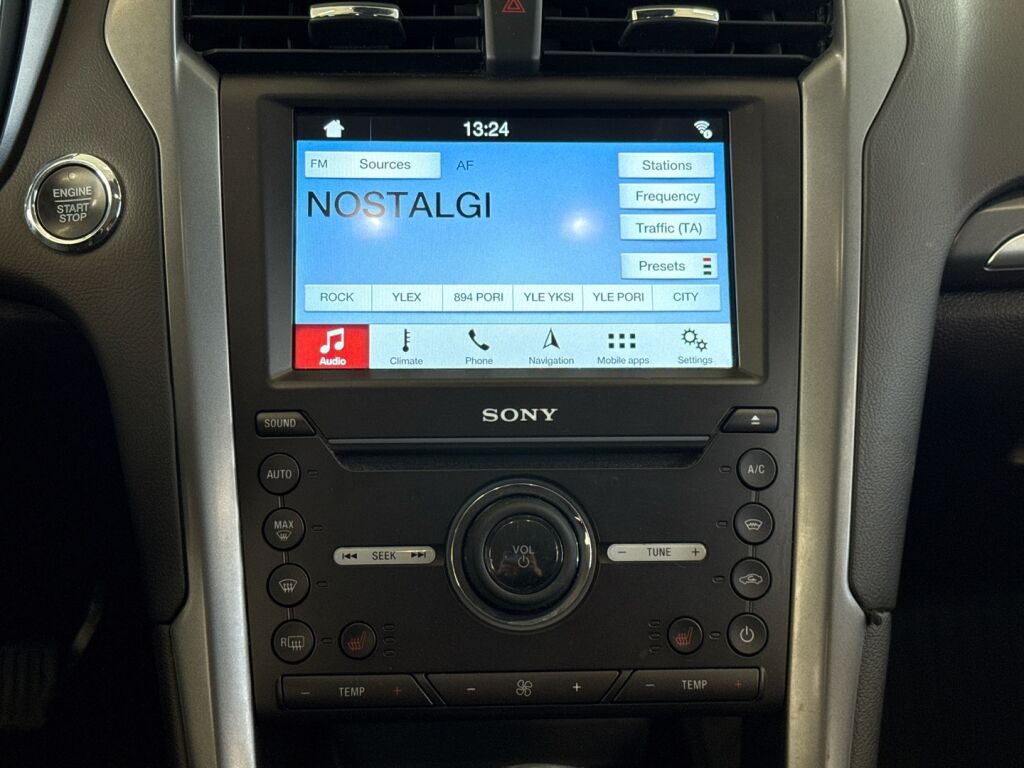 13:24
FM Sources AF Stations
NOSTALGI
Frequency
Traffic (TA)
Presets
ROCK YLEX 894 PORI YLE YKSI YLE PORI CITY
Audio Climate Phone Navigation Mobile apps Settings
ENGINE
START
STOP
SONY
SOUND
AUTO A/C
MAX
SEEK VOL − TUNE +
R
− TEMP + − + − TEMP +